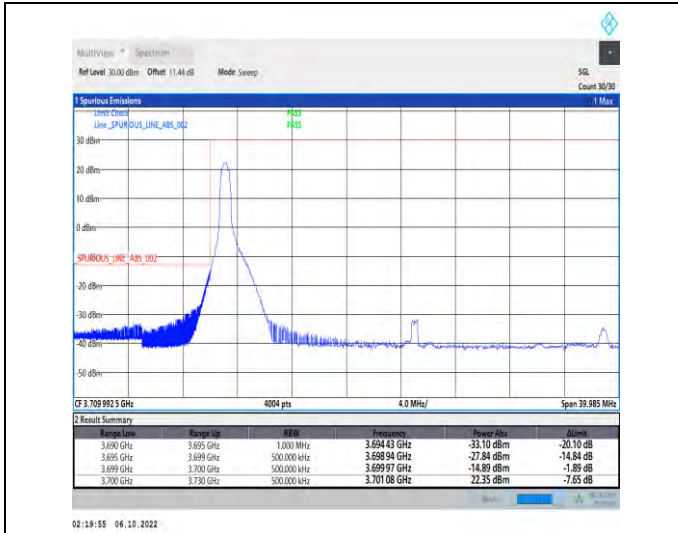 MultiView Spectrum
Ref Level 30.00 dBm Offset 11.44 dB Mode Sweep SGL
Count 30/30
1 Spurious Emissions 1 Max
Limit Check PASS
Line _SPURIOUS_LINE_ABS_002 PASS
30 dBm
20 dBm
10 dBm
0 dBm
_SPURIOUS_LINE_ABS_002
-20 dBm
-30 dBm
-40 dBm
-50 dBm
CF 3.709 992 5 GHz 4004 pts 4.0 MHz/ Span 39.985 MHz
2 Result Summary
Range Low Range Up RBW Frequency Power Abs ΔLimit
3.690 GHz 3.695 GHz 1.000 MHz 3.694 43 GHz -33.10 dBm -20.10 dB
3.695 GHz 3.699 GHz 500.000 kHz 3.698 94 GHz -27.84 dBm -14.84 dB
3.699 GHz 3.700 GHz 500.000 kHz 3.699 97 GHz -14.89 dBm -1.89 dB
3.700 GHz 3.730 GHz 500.000 kHz 3.701 08 GHz 22.35 dBm -7.65 dB
02:19:55 06.10.2022